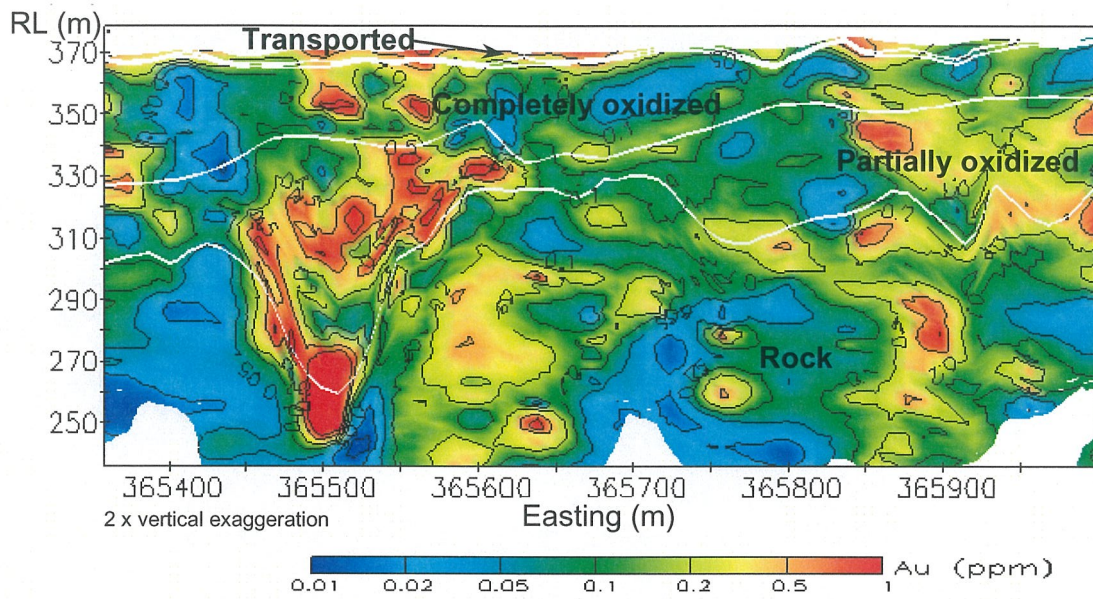 RL (m)
Transported
370
Completely oxidized
350
Partially oxidized
330
310
290
270
Rock
250
365400 365500 365600 365700 365800 365900
2 x vertical exaggeration
Easting (m)
Au (ppm)
0.01 0.02 0.05 0.1 0.2 0.5 1